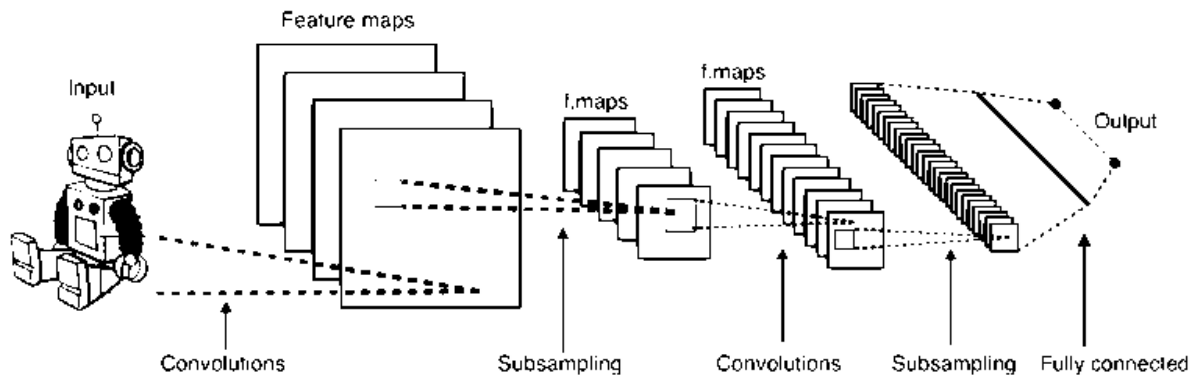 Feature maps
Input
f.maps
f.maps
Output
Convolutions
Subsampling
Convolutions
Subsampling
Fully connected